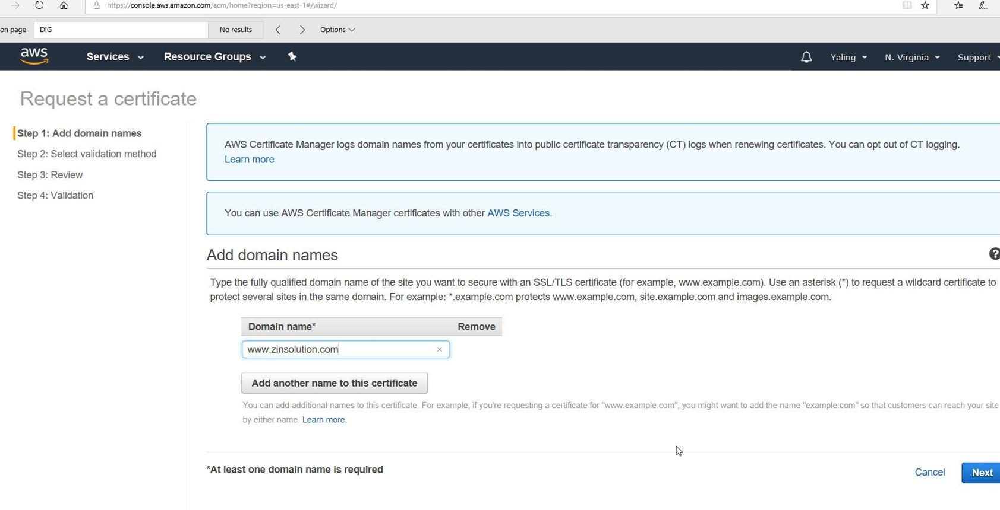 https://console.aws.amazon.com/acm/home?region=us-east-1#/wizard/
on page DIG No results Options
aws Services Resource Groups Yaling N. Virginia Support
Request a certificate
Step 1: Add domain names
Step 2: Select validation method
Step 3: Review
Step 4: Validation
AWS Certificate Manager logs domain names from your certificates into public certificate transparency (CT) logs when renewing certificates. You can opt out of CT logging.
Learn more
You can use AWS Certificate Manager certificates with other AWS Services.
Add domain names
Type the fully qualified domain name of the site you want to secure with an SSL/TLS certificate (for example, www.example.com). Use an asterisk (*) to request a wildcard certificate to
protect several sites in the same domain. For example: *.example.com protects www.example.com, site.example.com and images.example.com.
Domain name* Remove
www.zinsolution.com
Add another name to this certificate
You can add additional names to this certificate. For example, if you're requesting a certificate for "www.example.com", you might want to add the name "example.com" so that customers can reach your site
by either name. Learn more.
*At least one domain name is required
Cancel Next